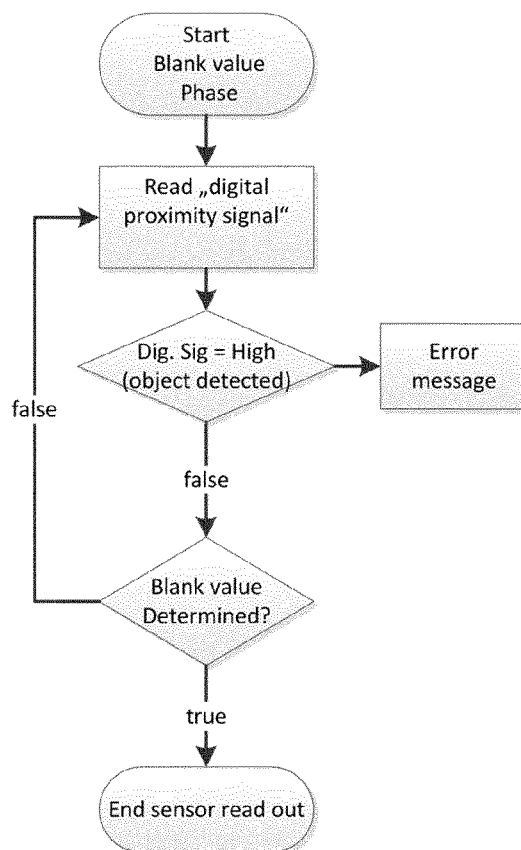 Start
Blank value
Phase
Read „digital
proximity signal“
Dig. Sig = High
(object detected)
Error
message
false
false
Blank value
Determined?
true
End sensor read out